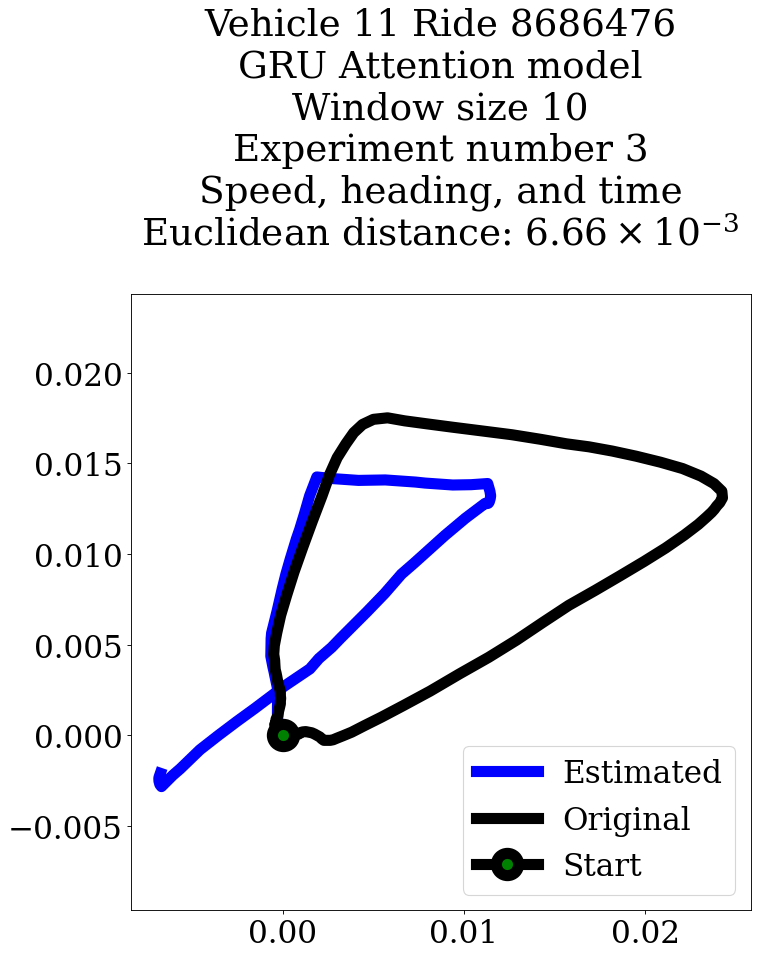 Vehicle 11 Ride 8686476
GRU Attention model
Window size 10
Experiment number 3
Speed, heading, and time
Euclidean distance: 6.66 × 10⁻³
0.020
0.015
0.010
0.005
0.000
−0.005
Estimated
Original
Start
0.00 0.01 0.02